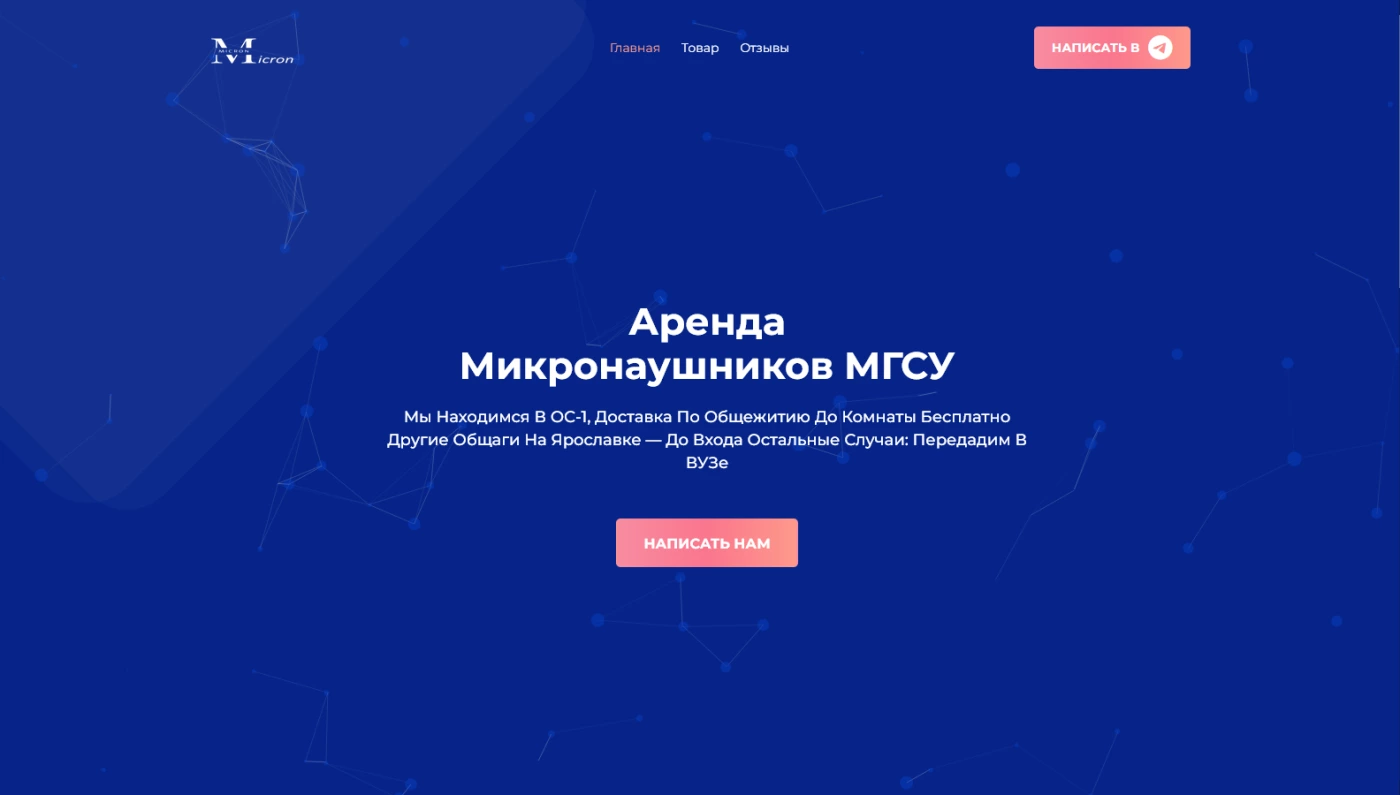 MICRON
Micron
Главная Товар Отзывы
НАПИСАТЬ В
Аренда
Микронаушников МГСУ
Мы Находимся В ОС-1, Доставка По Общежитию До Комнаты Бесплатно
Другие Общаги На Ярославке — До Входа Остальные Случаи: Передадим В
ВУЗе
НАПИСАТЬ НАМ